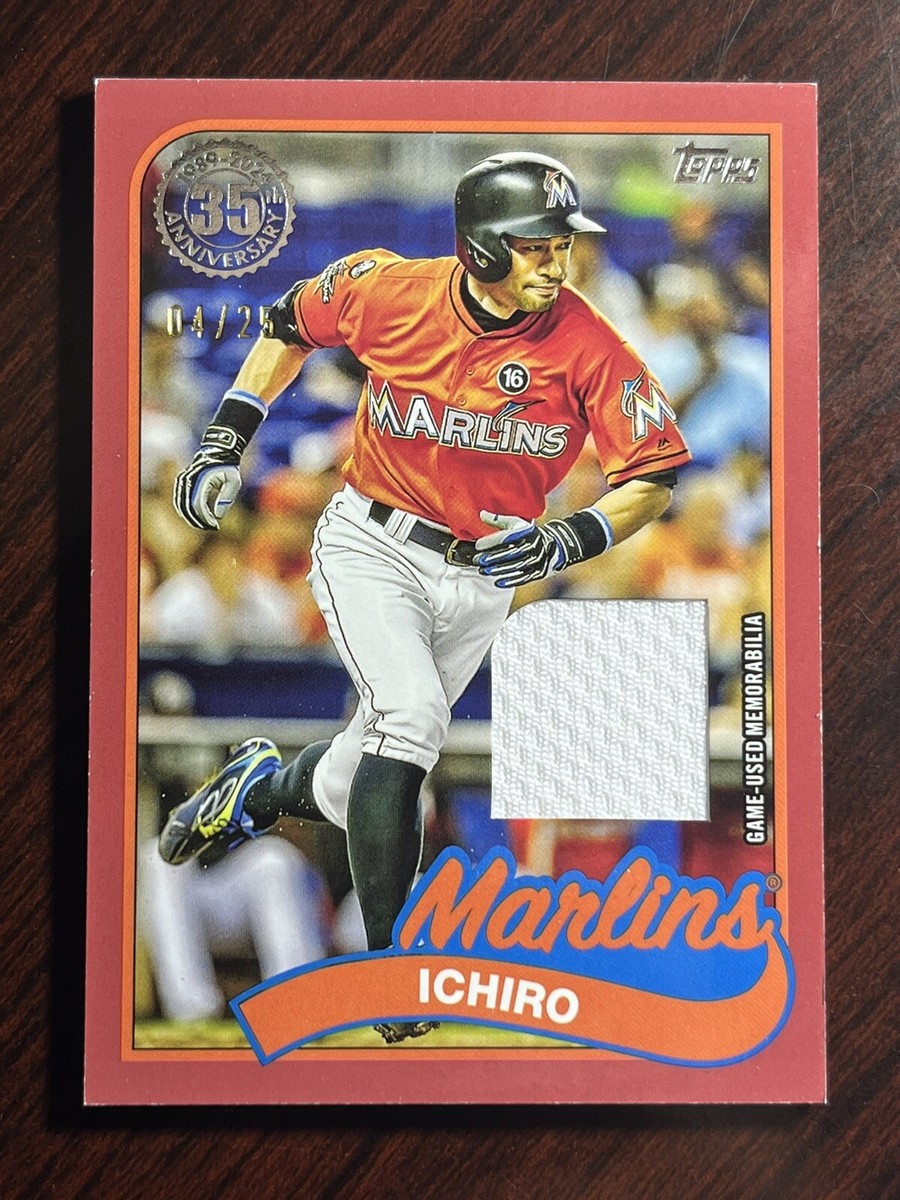 1989-2024
35
ANNIVERSARY
Topps
04/25
M
16
MARLINS
M
Marlins®
ICHIRO
GAME-USED MEMORABILIA